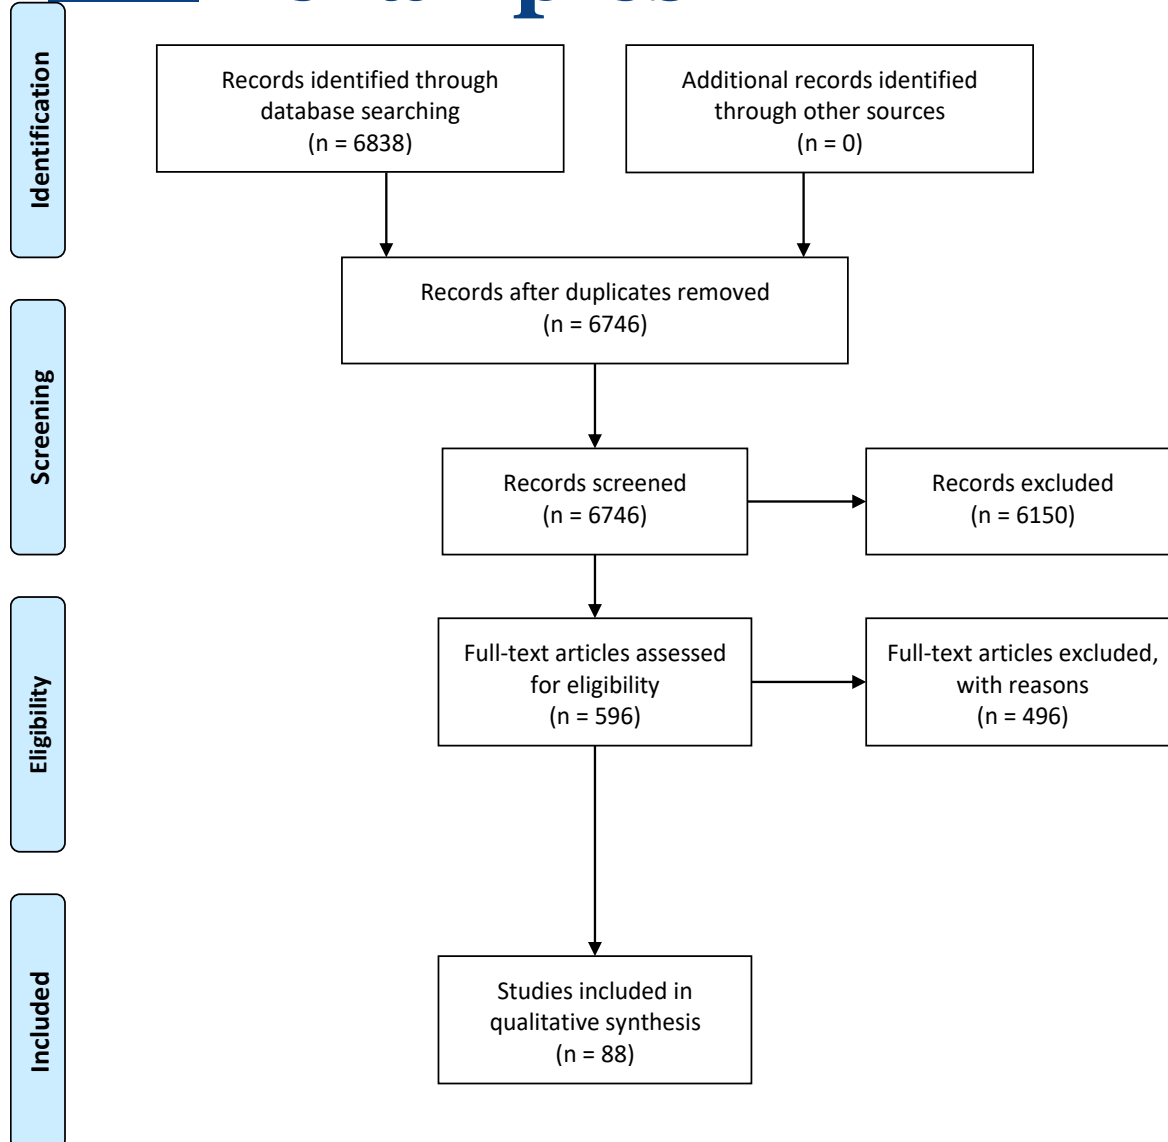 Identification
Records identified through
database searching
(n = 6838)
Additional records identified
through other sources
(n = 0)
Records after duplicates removed
(n = 6746)
Screening
Records screened
(n = 6746)
Records excluded
(n = 6150)
Eligibility
Full-text articles assessed
for eligibility
(n = 596)
Full-text articles excluded,
with reasons
(n = 496)
Included
Studies included in
qualitative synthesis
(n = 88)